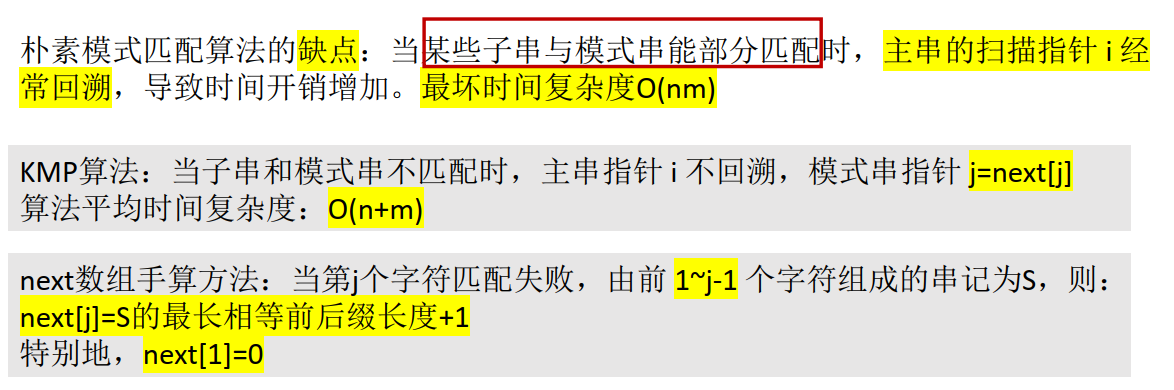 朴素模式匹配算法的缺点：当某些子串与模式串能部分匹配时，主串的扫描指针 i 经
常回溯，导致时间开销增加。最坏时间复杂度O(nm)
KMP算法：当子串和模式串不匹配时，主串指针 i 不回溯，模式串指针 j=next[j]
算法平均时间复杂度：O(n+m)
next数组手算方法：当第j个字符匹配失败，由前 1~j-1 个字符组成的串记为S，则：
next[j]=S的最长相等前后缀长度+1
特别地，next[1]=0